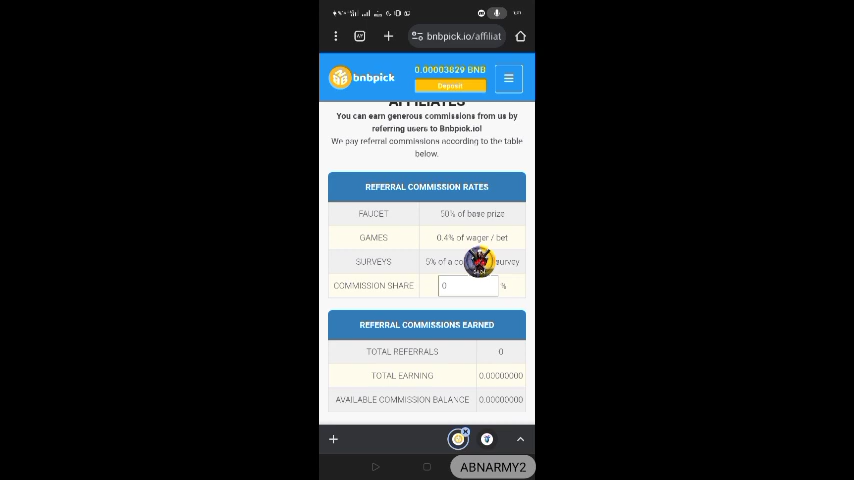 bnbpick.io/affiliat
bnbpick
0.00003829 BNB
Deposit
AFFILIATES
You can earn generous commissions from us by
referring users to Bnbpick.io!
We pay referral commissions according to the table
below.
REFERRAL COMMISSION RATES
FAUCET 50% of base prize
GAMES 0.4% of wager / bet
SURVEYS 5% of a survey
COMMISSION SHARE 0 %
REFERRAL COMMISSIONS EARNED
TOTAL REFERRALS 0
TOTAL EARNING 0.00000000
AVAILABLE COMMISSION BALANCE 0.00000000
ABNARMY2